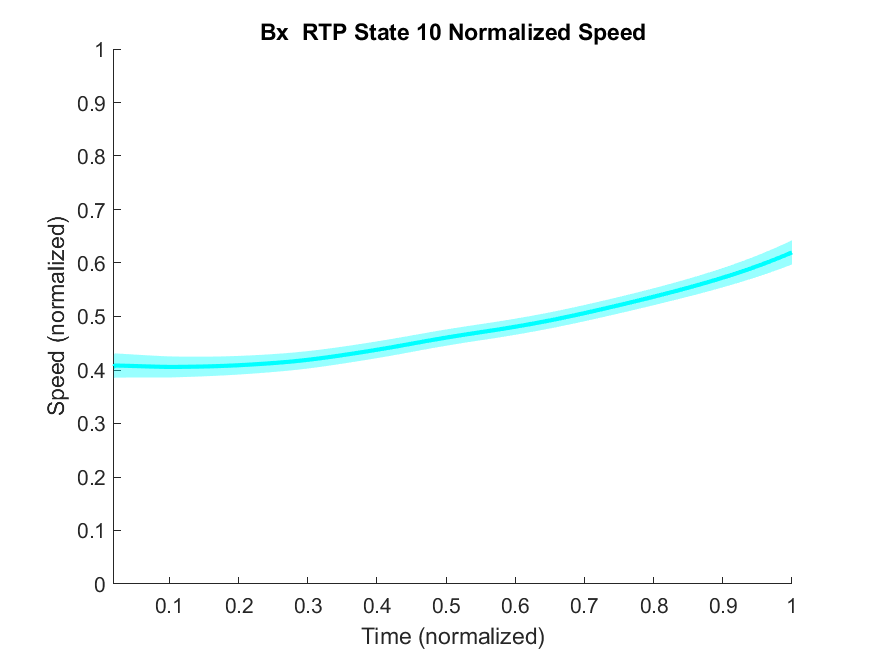 Bx  RTP State 10 Normalized Speed
1
0.9
0.8
0.7
0.6
0.5
0.4
0.3
0.2
0.1
0
Speed (normalized)
0.1 0.2 0.3 0.4 0.5 0.6 0.7 0.8 0.9 1
Time (normalized)